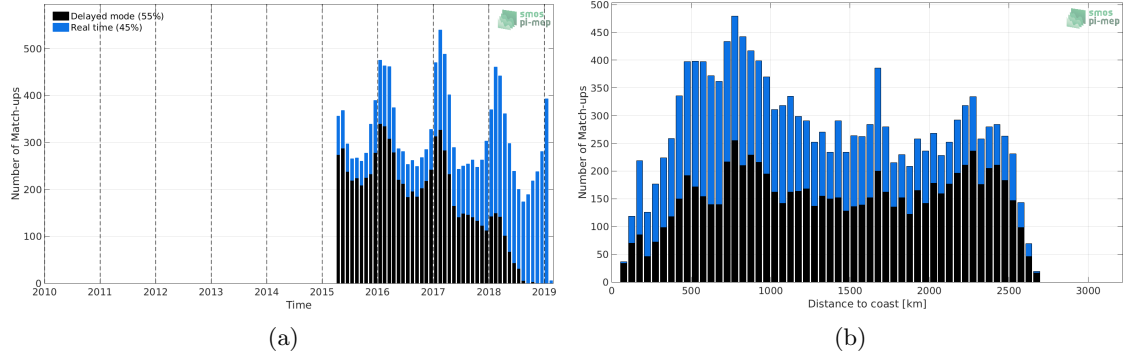 Delayed mode (55%)
Real time (45%)
smos
pi-mep
Number of Match-ups
500
400
300
200
100
0
2010 2011 2012 2013 2014 2015 2016 2017 2018 2019
Time
(a)
smos
pi-mep
Number of Match-ups
500
450
400
350
300
250
200
150
100
50
0
0 500 1000 1500 2000 2500 3000
Distance to coast [km]
(b)